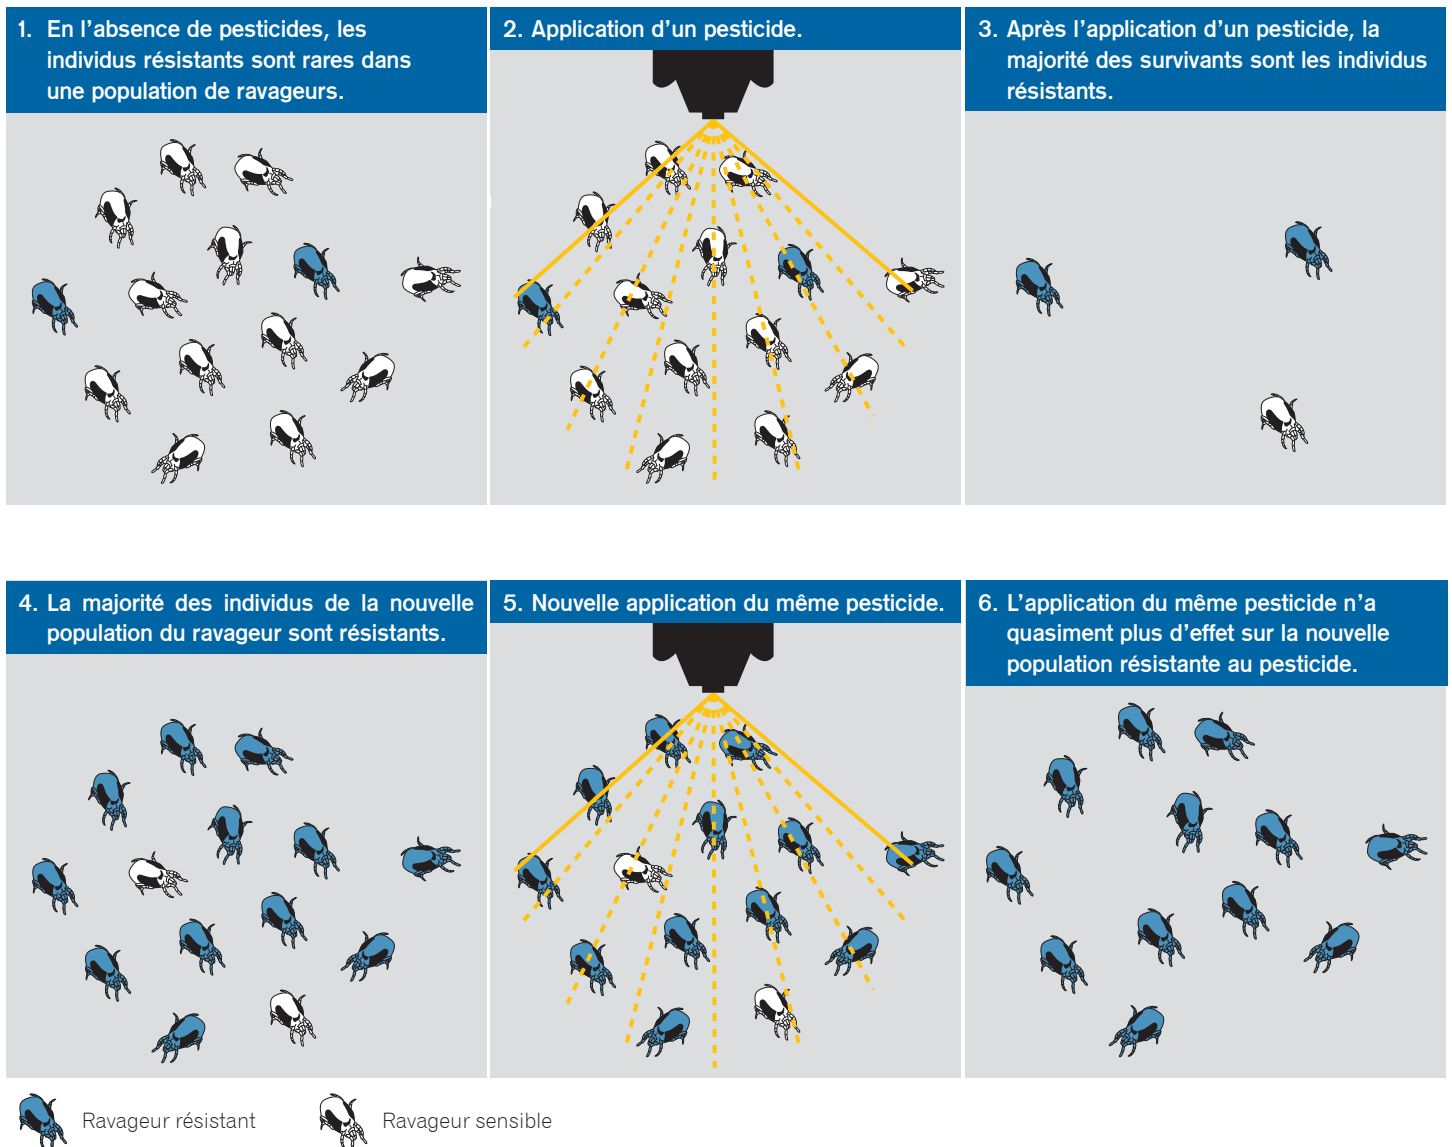 1. En l’absence de pesticides, les
individus résistants sont rares dans
une population de ravageurs.
2. Application d’un pesticide.
3. Après l’application d’un pesticide, la
majorité des survivants sont les individus
résistants.
4. La majorité des individus de la nouvelle
population du ravageur sont résistants.
5. Nouvelle application du même pesticide.
6. L’application du même pesticide n’a
quasiment plus d’effet sur la nouvelle
population résistante au pesticide.
Ravageur résistant
Ravageur sensible